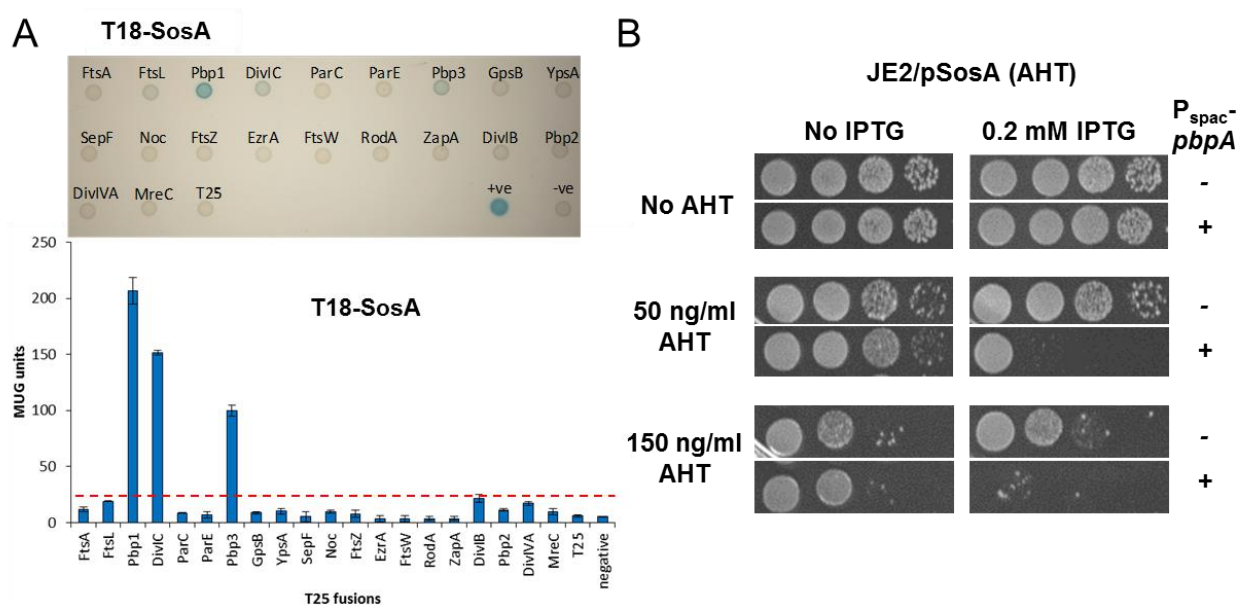 A
T18-SosA
FtsA FtsL Pbp1 DivIC ParC ParE Pbp3 GpsB YpsA
SepF Noc FtsZ EzrA FtsW RodA ZapA DivIB Pbp2
DivIVA MreC T25 +ve -ve
250
200
150
100
50
0
MUG units
T18-SosA
FtsA FtsL Pbp1 DivIC ParC ParE Pbp3 GpsB YpsA SepF Noc FtsZ EzrA FtsW RodA ZapA DivIB Pbp2 DivIVA MreC T25 negative
T25 fusions
B
JE2/pSosA (AHT)
No IPTG 0.2 mM IPTG Pspac-
pbpA
No AHT
-
+
50 ng/ml
AHT
-
+
150 ng/ml
AHT
-
+